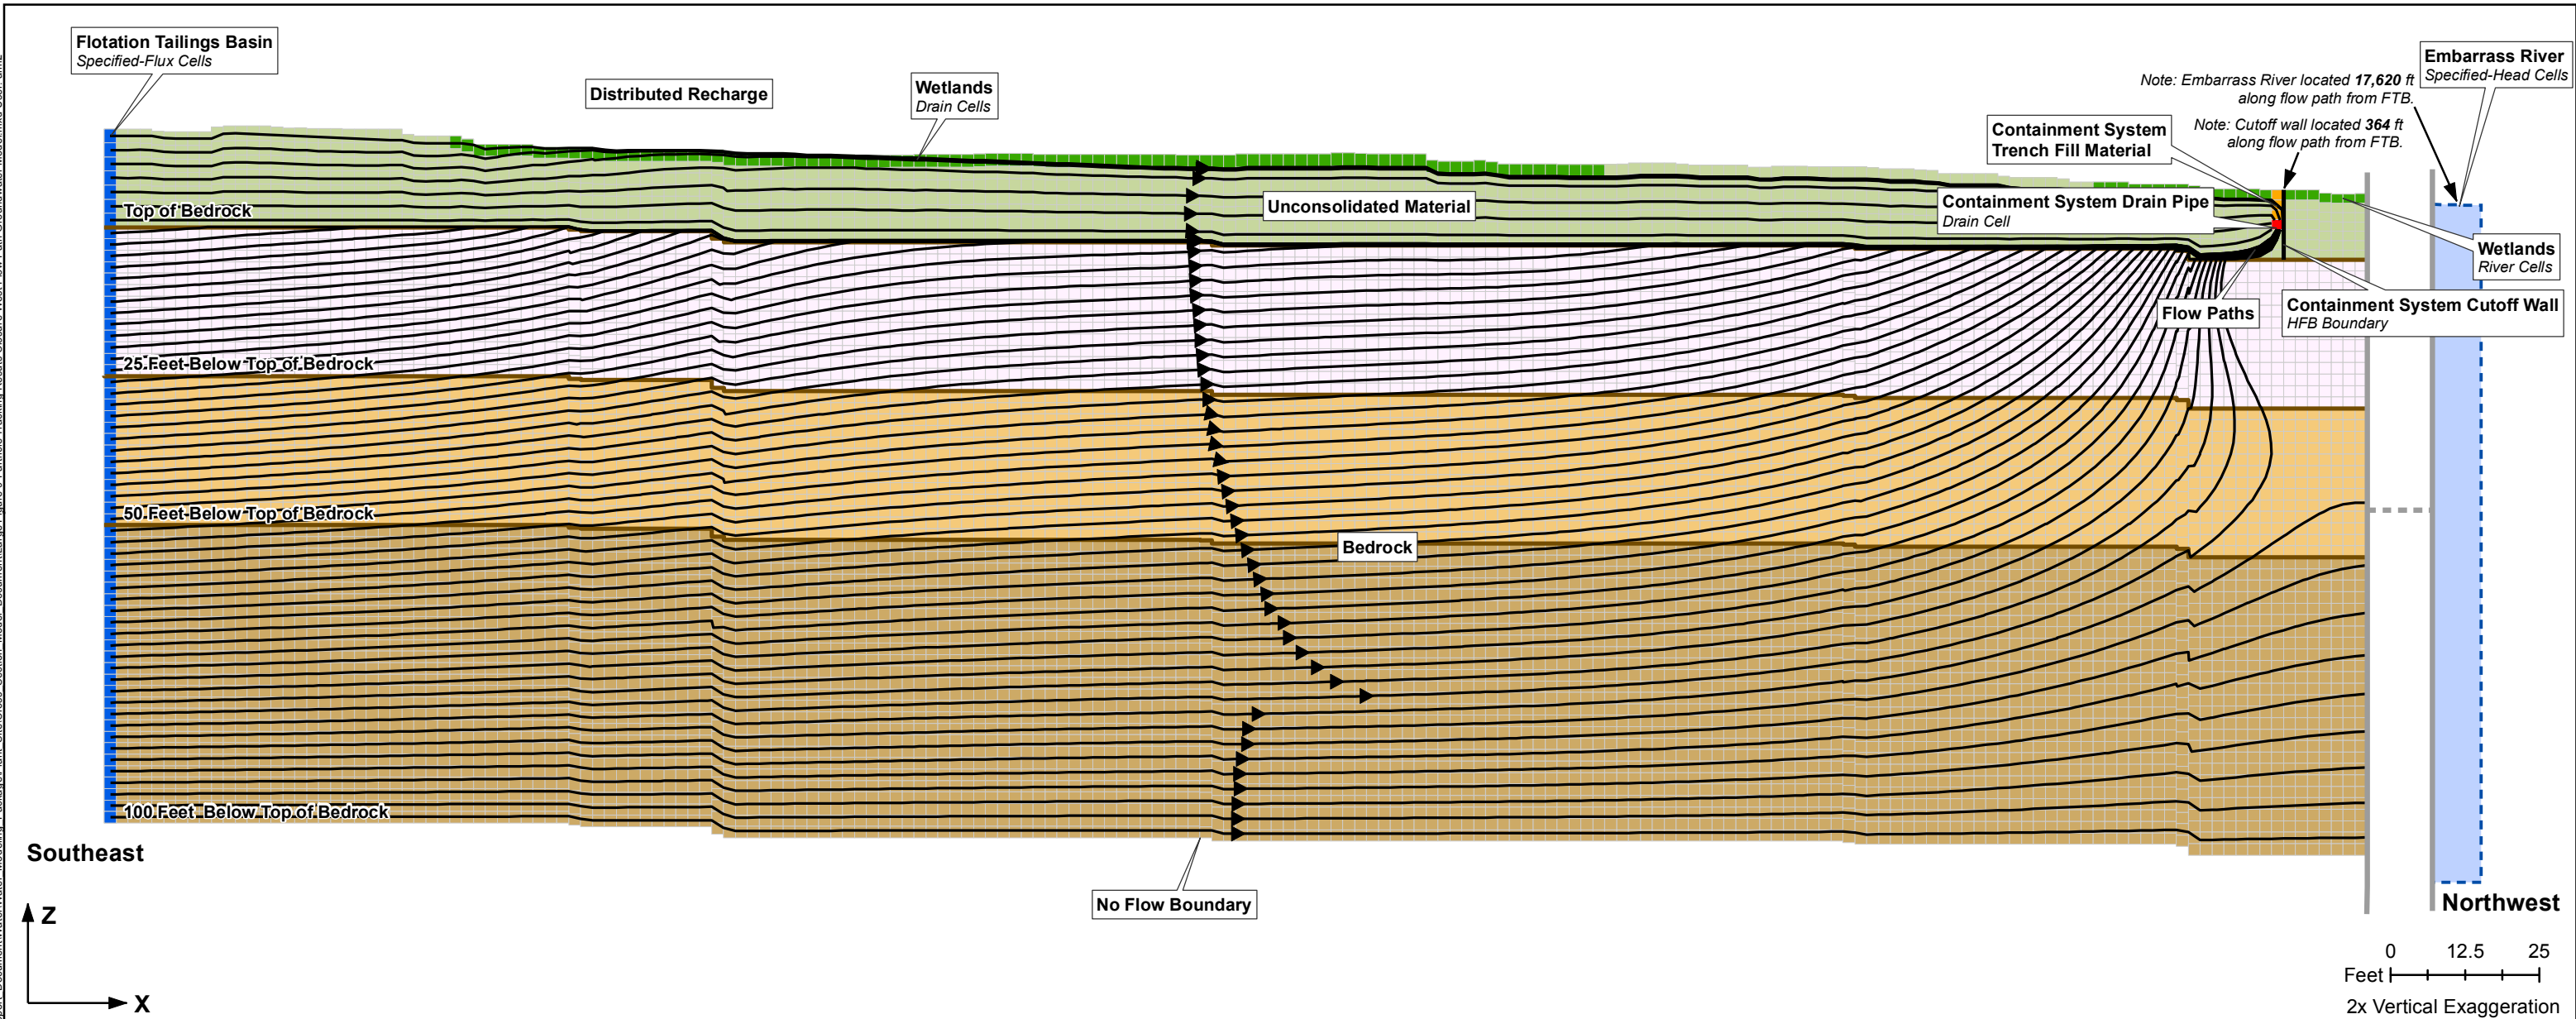 Flotation Tailings Basin
Specified-Flux Cells
Distributed Recharge
Wetlands
Drain Cells
Embarrass River
Specified-Head Cells
Note: Embarrass River located 17,620 ft
along flow path from FTB.
Note: Cutoff wall located 364 ft
along flow path from FTB.
Containment System
Trench Fill Material
Containment System Drain Pipe
Drain Cell
Unconsolidated Material
Top of Bedrock
Wetlands
River Cells
Containment System Cutoff Wall
HFB Boundary
Flow Paths
25 Feet Below Top of Bedrock
50 Feet Below Top of Bedrock
Bedrock
100 Feet Below Top of Bedrock
Southeast
No Flow Boundary
Northwest
Z
X
0 12.5 25
Feet
2x Vertical Exaggeration